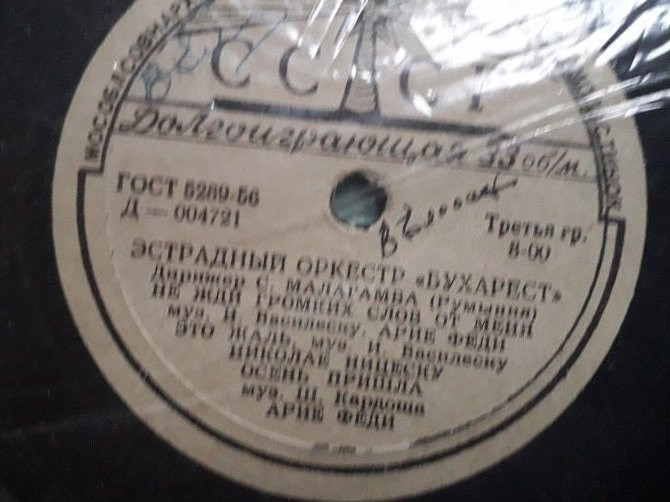 МОСОБЛСОВНАРХ
СССР
Долгоиграющая 33 об/м.
ГОСТ 5289-56
Д — 004721
Третья гр.
8-00
ЭСТРАДНЫЙ ОРКЕСТР «БУХАРЕСТ»
Дирижер С. МАЛАГАМБА (Румыния)
НЕ ЖДИ ГРОМКИХ СЛОВ ОТ МЕНЯ
муз. И. Василеску, АРИЕ ФЕДИ
ЭТО ЖАЛЬ, муз. И. Василеску
НИКОЛАЕ НИЦЕСКУ
ОСЕНЬ ПРИШЛА
муз. Ш. Кардоша
АРИЕ ФЕДИ